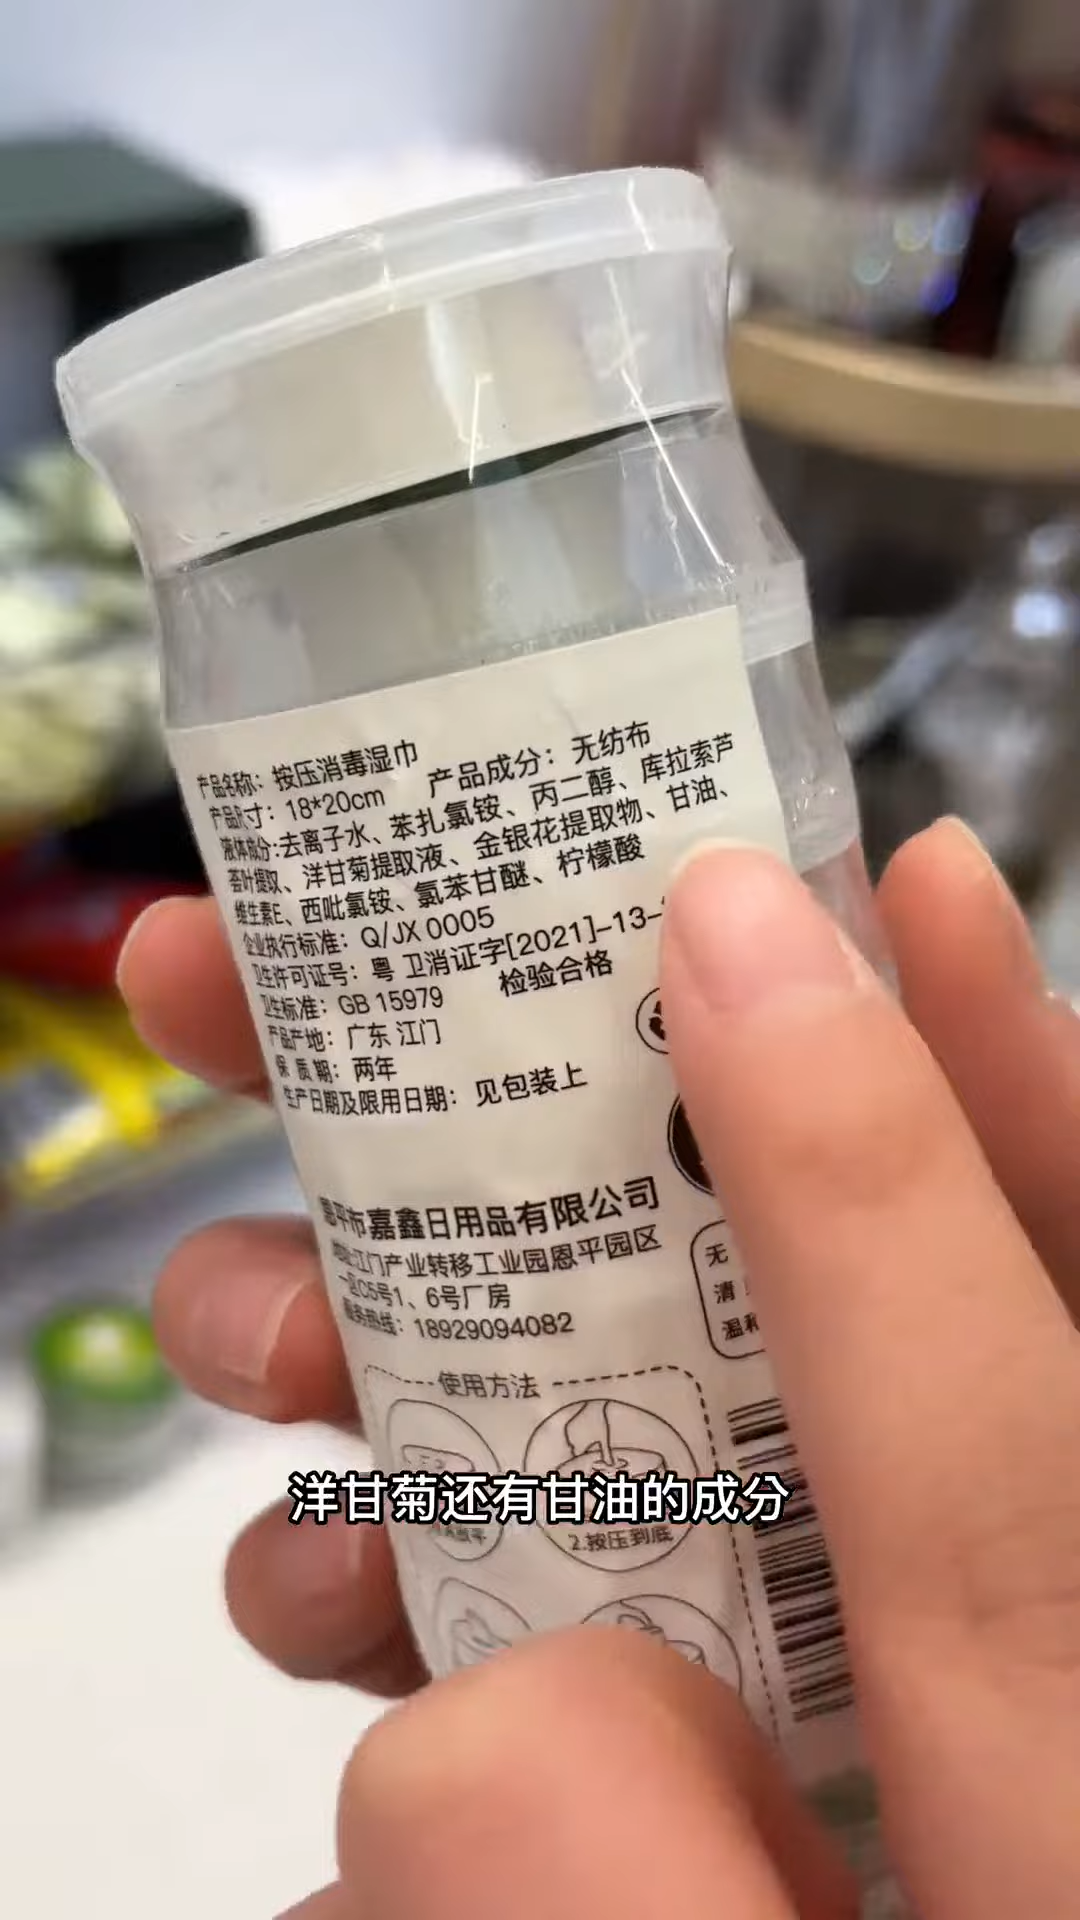 产品名称：按压消毒湿巾
产品尺寸：18*20cm 产品成分：无纺布
液体成分:去离子水、苯扎氯铵、丙二醇、库拉索芦
荟叶提取、洋甘菊提取液、金银花提取物、甘油、
维生素E、西吡氯铵、氯苯甘醚、柠檬酸
企业执行标准：Q/JX 0005
卫生许可证号：粤 卫消证字[2021]-13-
卫生标准：GB 15979 检验合格
产品产地：广东 江门
保 质 期：两年
生产日期及限用日期：见包装上
恩平市嘉鑫日用品有限公司
地址:江门产业转移工业园恩平园区
一区C5号1、6号厂房
服务热线：18929094082
无
清
温和
使用方法
2.按压到底
洋甘菊还有甘油的成分